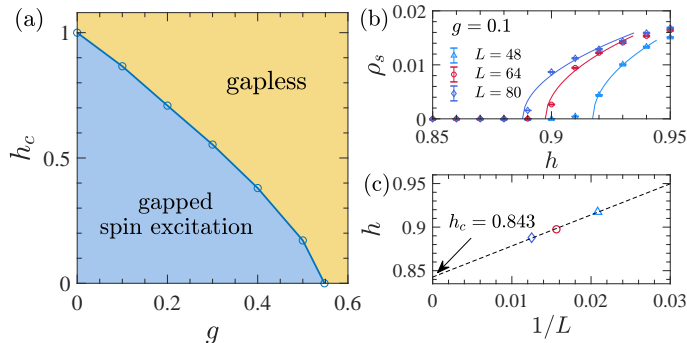 (a)
1
0.5
0
h_c
gapless
gapped
spin excitation
0 0.2 0.4 0.6
g
(b)
0.02
0.01
0
ρ_s
g = 0.1
L = 48
L = 64
L = 80
0.85 0.9 0.95
h
(c)
0.95
0.9
0.85
h
h_c = 0.843
0 0.01 0.02 0.03
1/L